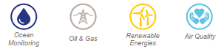 Ocean
Monitoring
Oil & Gas
Renewable
Energies
Air Quality